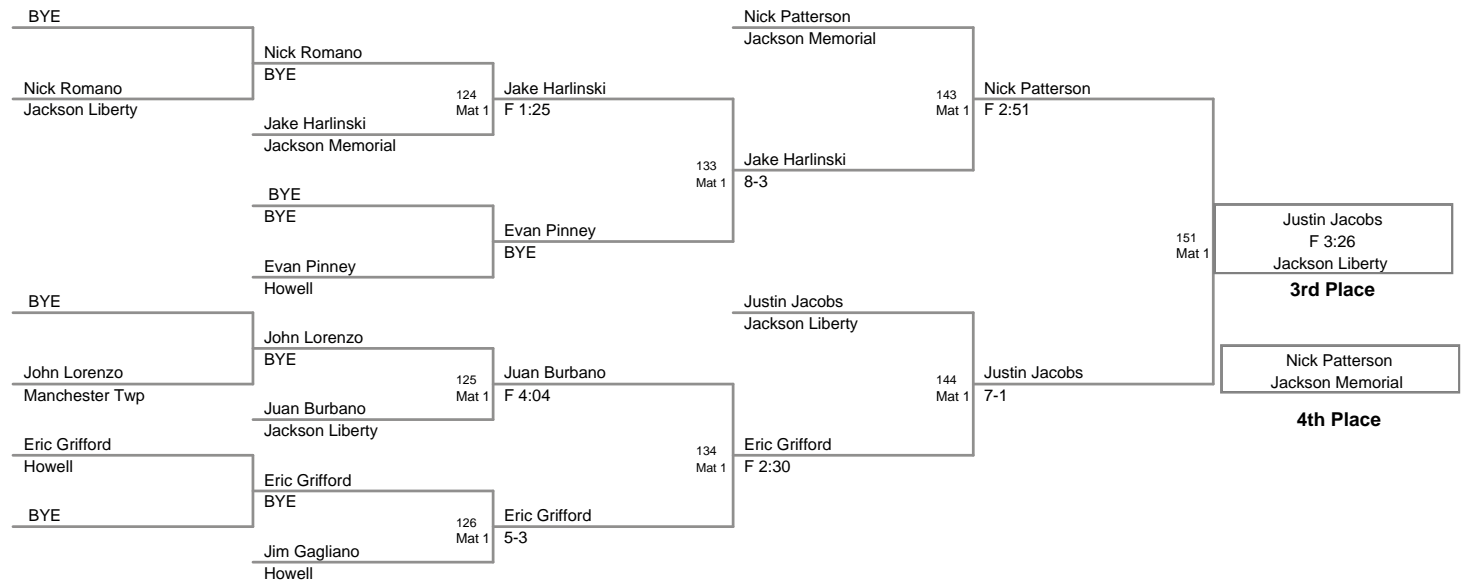 BYE
Nick Romano
Jackson Liberty
Nick Romano
BYE
124
Mat 1
Jake Harlinski
Jackson Memorial
Jake Harlinski
F 1:25
BYE
BYE
Evan Pinney
Howell
Evan Pinney
BYE
133
Mat 1
Jake Harlinski
8-3
Nick Patterson
Jackson Memorial
143
Mat 1
Nick Patterson
F 2:51
BYE
John Lorenzo
Manchester Twp
John Lorenzo
BYE
125
Mat 1
Juan Burbano
Jackson Liberty
Juan Burbano
F 4:04
Eric Grifford
Howell
BYE
Eric Grifford
BYE
126
Mat 1
Jim Gagliano
Howell
Eric Grifford
5-3
134
Mat 1
Eric Grifford
F 2:30
Justin Jacobs
Jackson Liberty
144
Mat 1
Justin Jacobs
7-1
151
Mat 1
Justin Jacobs
F 3:26
Jackson Liberty
3rd Place
Nick Patterson
Jackson Memorial
4th Place